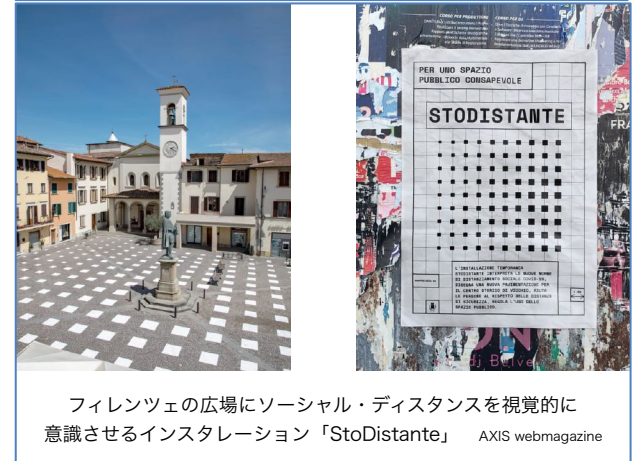 PER UNO SPAZIO
PUBBLICO CONSAPEVOLE
STODISTANTE
L'INSTALLAZIONE TEMPORANEA
STODISTANTE INTERPRETA LE NUOVE NORME
DI DISTANZIAMENTO SOCIALE COVID-19,
DISEGNA UNA NUOVA PAVIMENTAZIONE PER
IL CENTRO STORICO DI VICCHIO, AIUTA
LE PERSONE AL RISPETTO DELLE DISTANZE
DI SICUREZZA, REGOLA L'USO DELLO
SPAZIO PUBBLICO.
フィレンツェの広場にソーシャル・ディスタンスを視覚的に
意識させるインスタレーション「StoDistante」 AXIS webmagazine